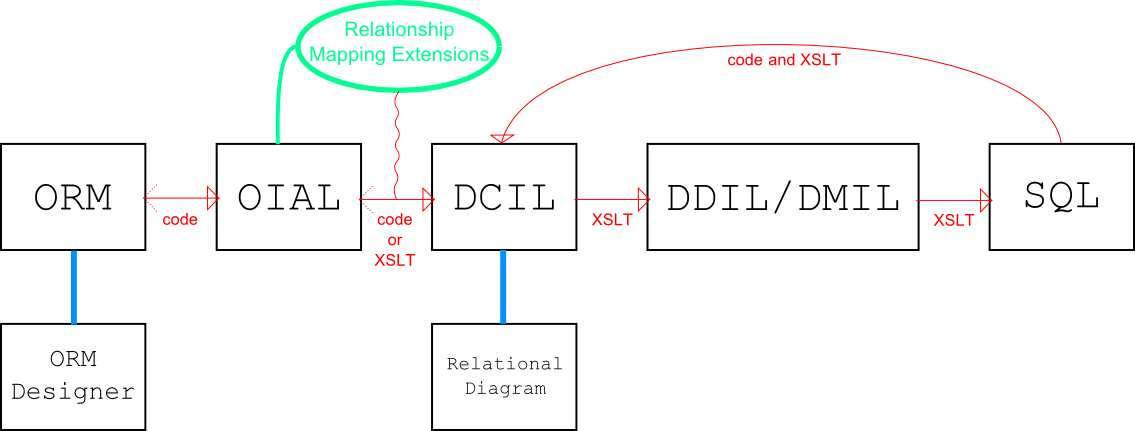 Relationship
Mapping Extensions
code and XSLT
ORM
code
OIAL
code
or
XSLT
DCIL
XSLT
DDIL/DMIL
XSLT
SQL
ORM
Designer
Relational
Diagram